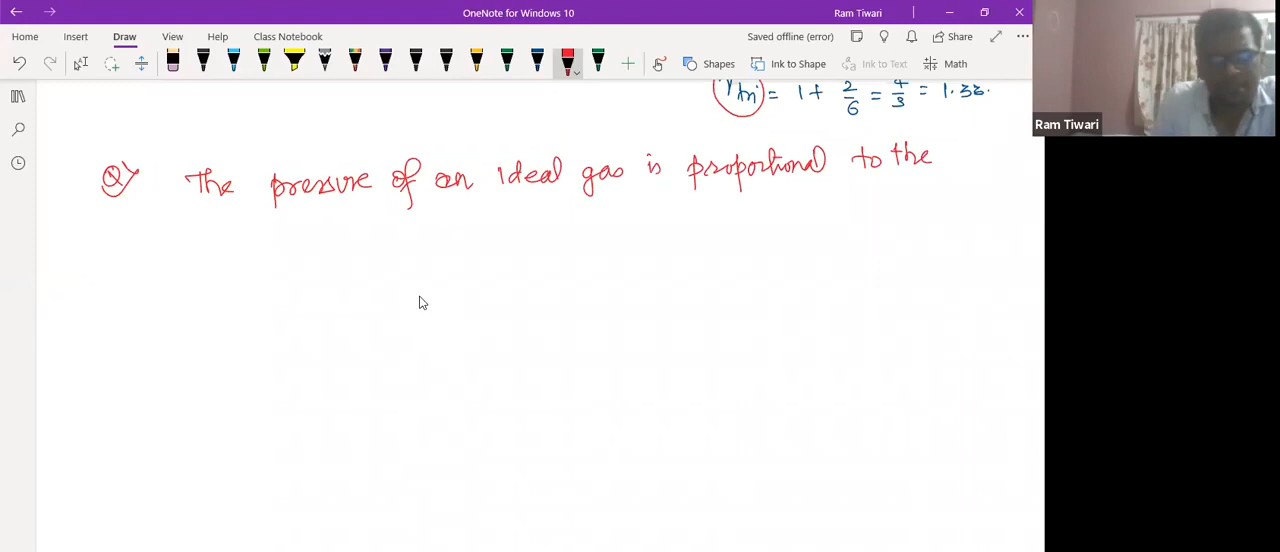 OneNote for Windows 10
Ram Tiwari
Home Insert Draw View Help Class Notebook
Saved offline (error)
Share
Shapes
Ink to Shape
Ink to Text
Math
= 1 + 2/6 = 4/3 = 1.33.
Ram Tiwari
Q) The pressure of an ideal gas is proportional to the